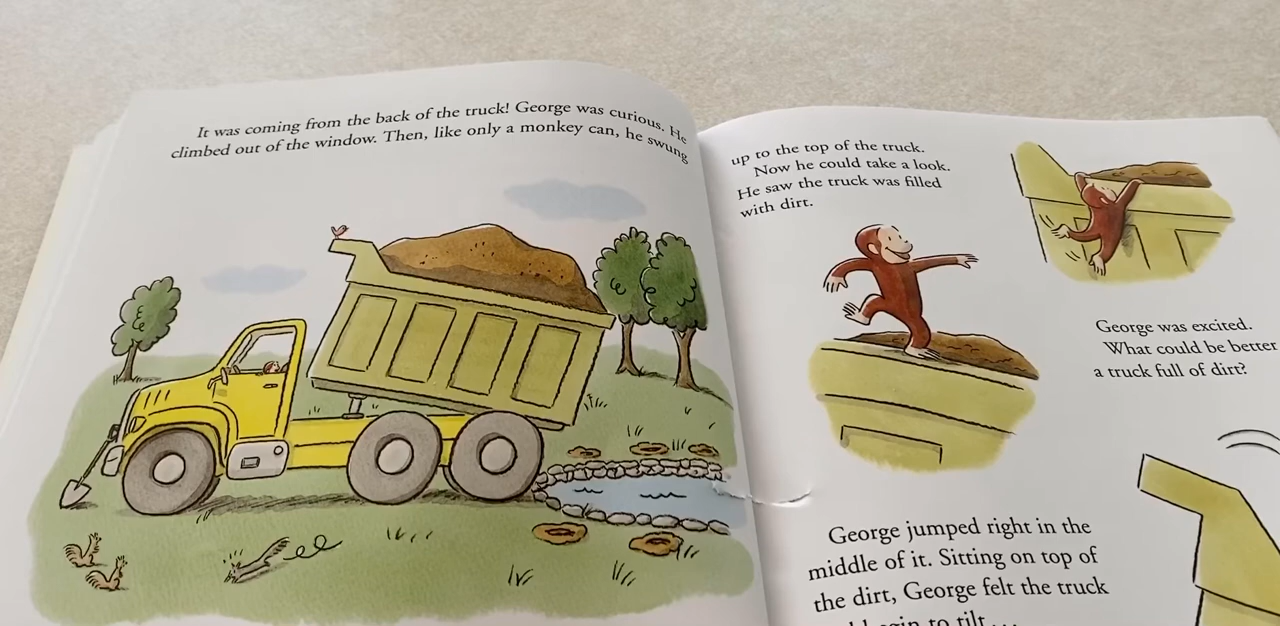 It was coming from the back of the truck! George was curious. He
climbed out of the window. Then, like only a monkey can, he swung
up to the top of the truck.
Now he could take a look.
He saw the truck was filled
with dirt.
George was excited.
What could be better
a truck full of dirt?
George jumped right in the
middle of it. Sitting on top of
the dirt, George felt the truck
to tilt . . .